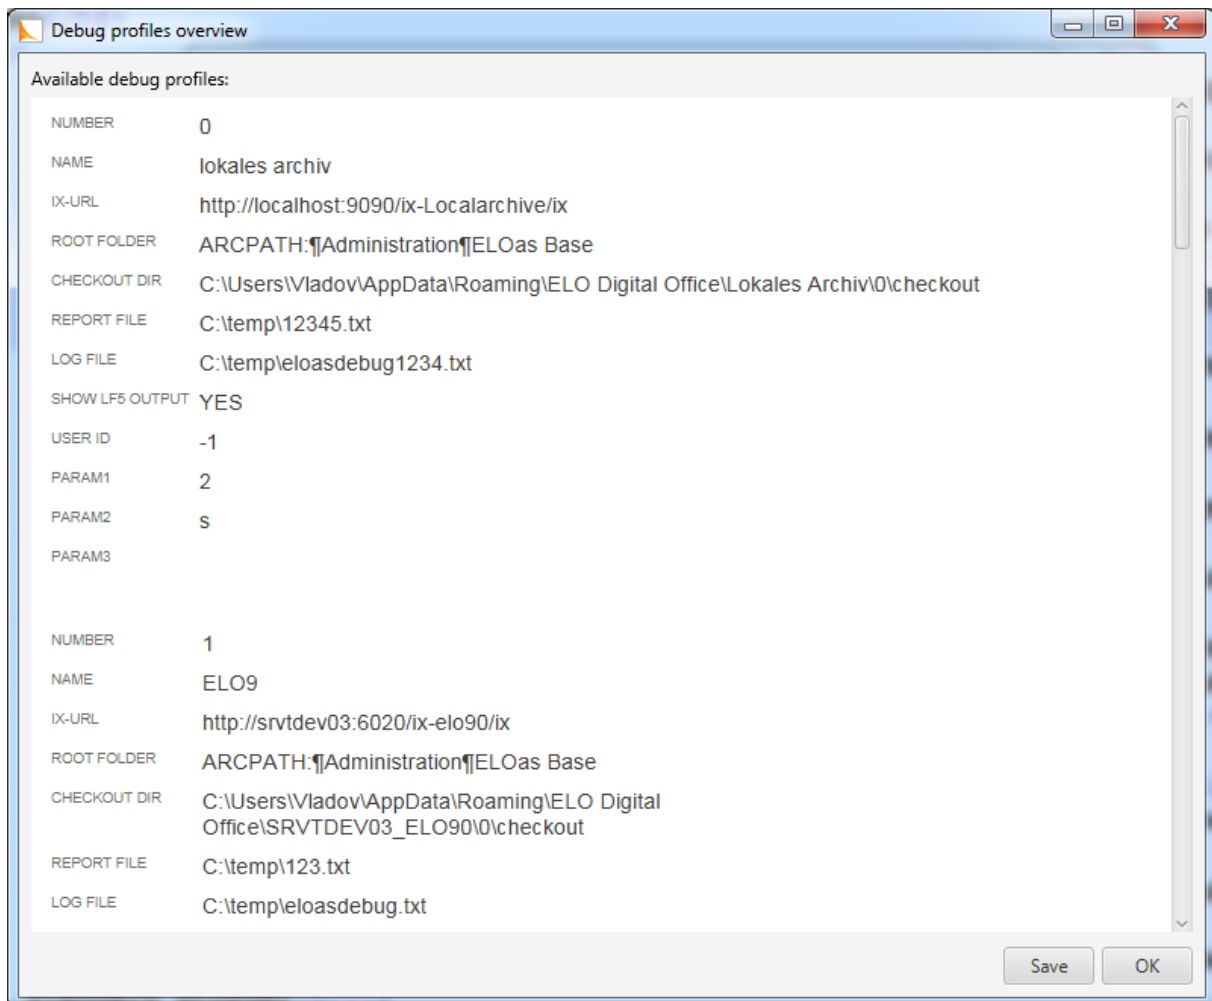 Debug profiles overview
Available debug profiles:
NUMBER 0
NAME lokales archiv
IX-URL http://localhost:9090/ix-Localarchive/ix
ROOT FOLDER ARCPATH:¶Administration¶ELOas Base
CHECKOUT DIR C:\Users\Vladov\AppData\Roaming\ELO Digital Office\Lokales Archiv\0\checkout
REPORT FILE C:\temp\12345.txt
LOG FILE C:\temp\eloasdebug1234.txt
SHOW LF5 OUTPUT YES
USER ID -1
PARAM1 2
PARAM2 s
PARAM3
NUMBER 1
NAME ELO9
IX-URL http://srvtdev03:6020/ix-elo90/ix
ROOT FOLDER ARCPATH:¶Administration¶ELOas Base
CHECKOUT DIR C:\Users\Vladov\AppData\Roaming\ELO Digital
Office\SRVTDEV03_ELO90\0\checkout
REPORT FILE C:\temp\123.txt
LOG FILE C:\temp\eloasdebug.txt
Save OK